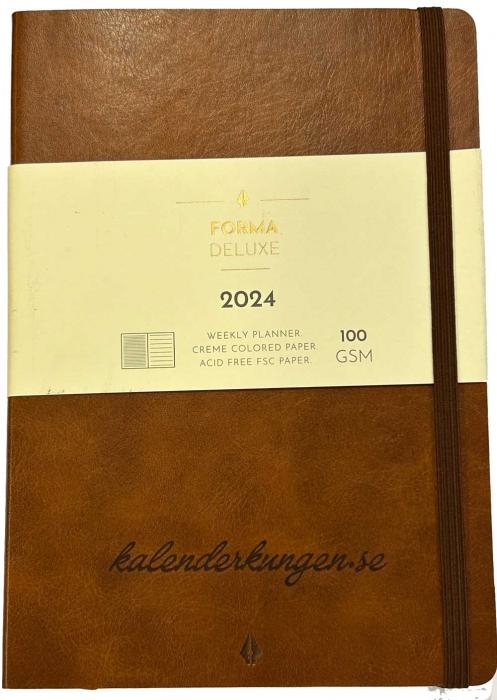 FORMA
DELUXE
2024
WEEKLY PLANNER.
CREME COLORED PAPER.
ACID FREE FSC PAPER.
100
GSM
kalenderkungen.se